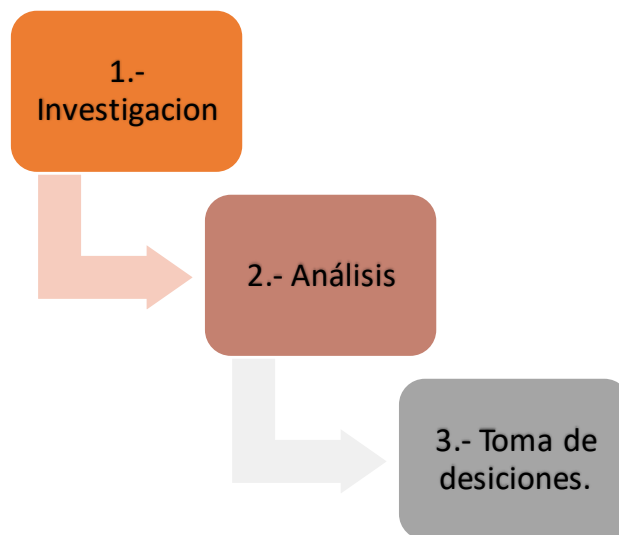 1.-
Investigacion
2.- Análisis
3.- Toma de
desiciones.